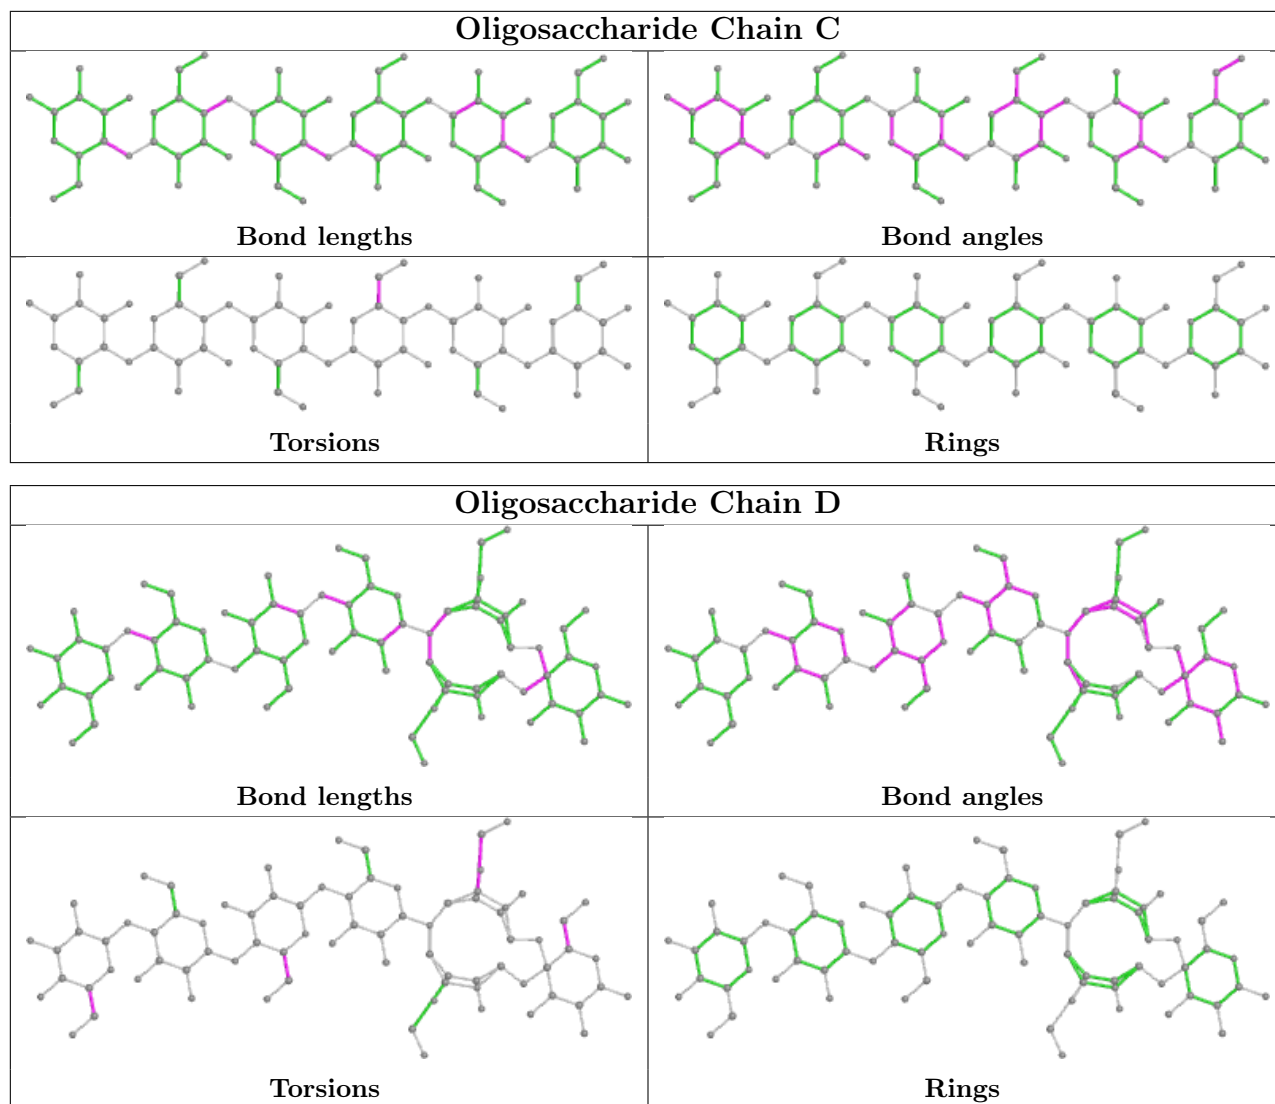 Oligosaccharide Chain C
Bond lengths
Bond angles
Torsions
Rings
Oligosaccharide Chain D
Bond lengths
Bond angles
Torsions
Rings